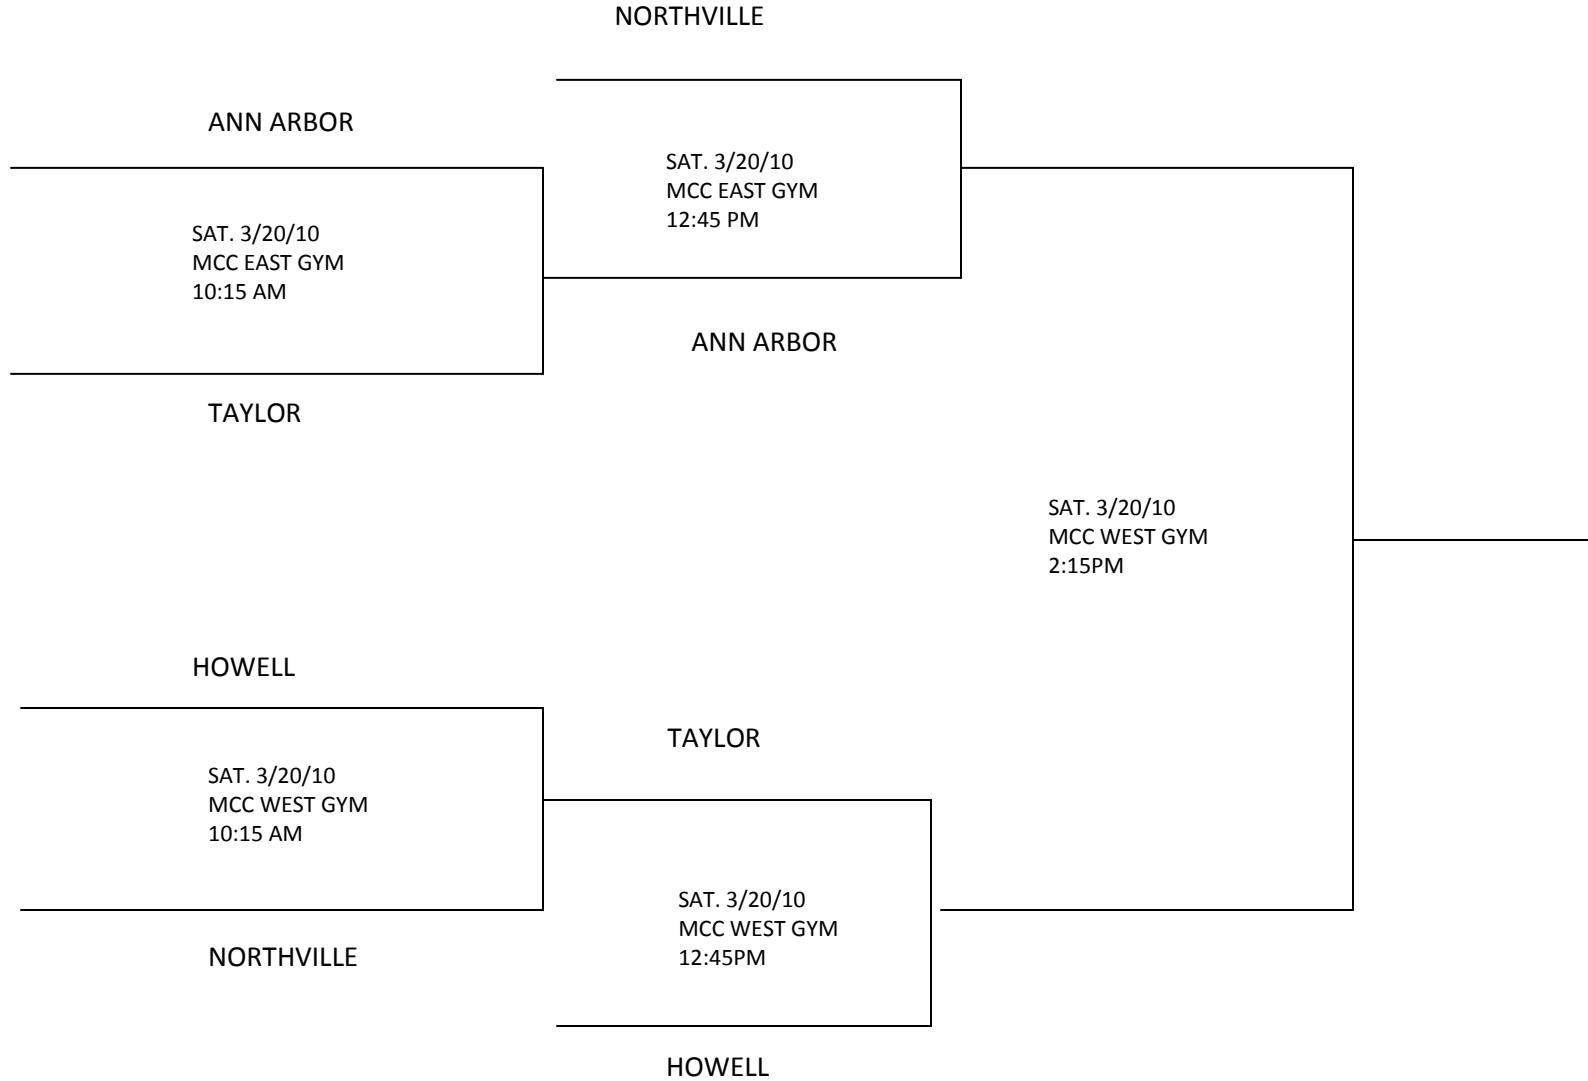 NORTHVILLE
ANN ARBOR
SAT. 3/20/10
MCC EAST GYM
12:45 PM
SAT. 3/20/10
MCC EAST GYM
10:15 AM
ANN ARBOR
TAYLOR
SAT. 3/20/10
MCC WEST GYM
2:15PM
HOWELL
TAYLOR
SAT. 3/20/10
MCC WEST GYM
10:15 AM
SAT. 3/20/10
MCC WEST GYM
12:45PM
NORTHVILLE
HOWELL